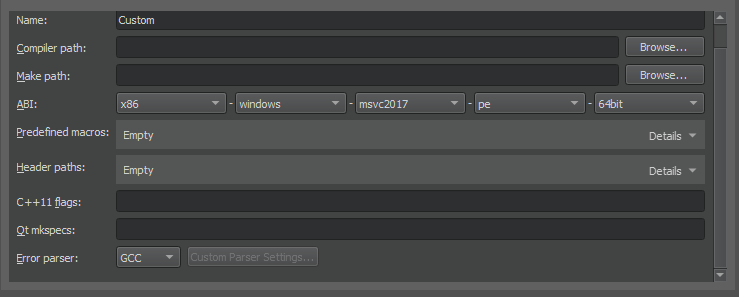 Name: Custom
Compiler path: Browse...
Make path: Browse...
ABI: x86 - windows - msvc2017 - pe - 64bit
Predefined macros: Empty Details
Header paths: Empty Details
C++11 flags:
Qt mkspecs:
Error parser: GCC Custom Parser Settings...